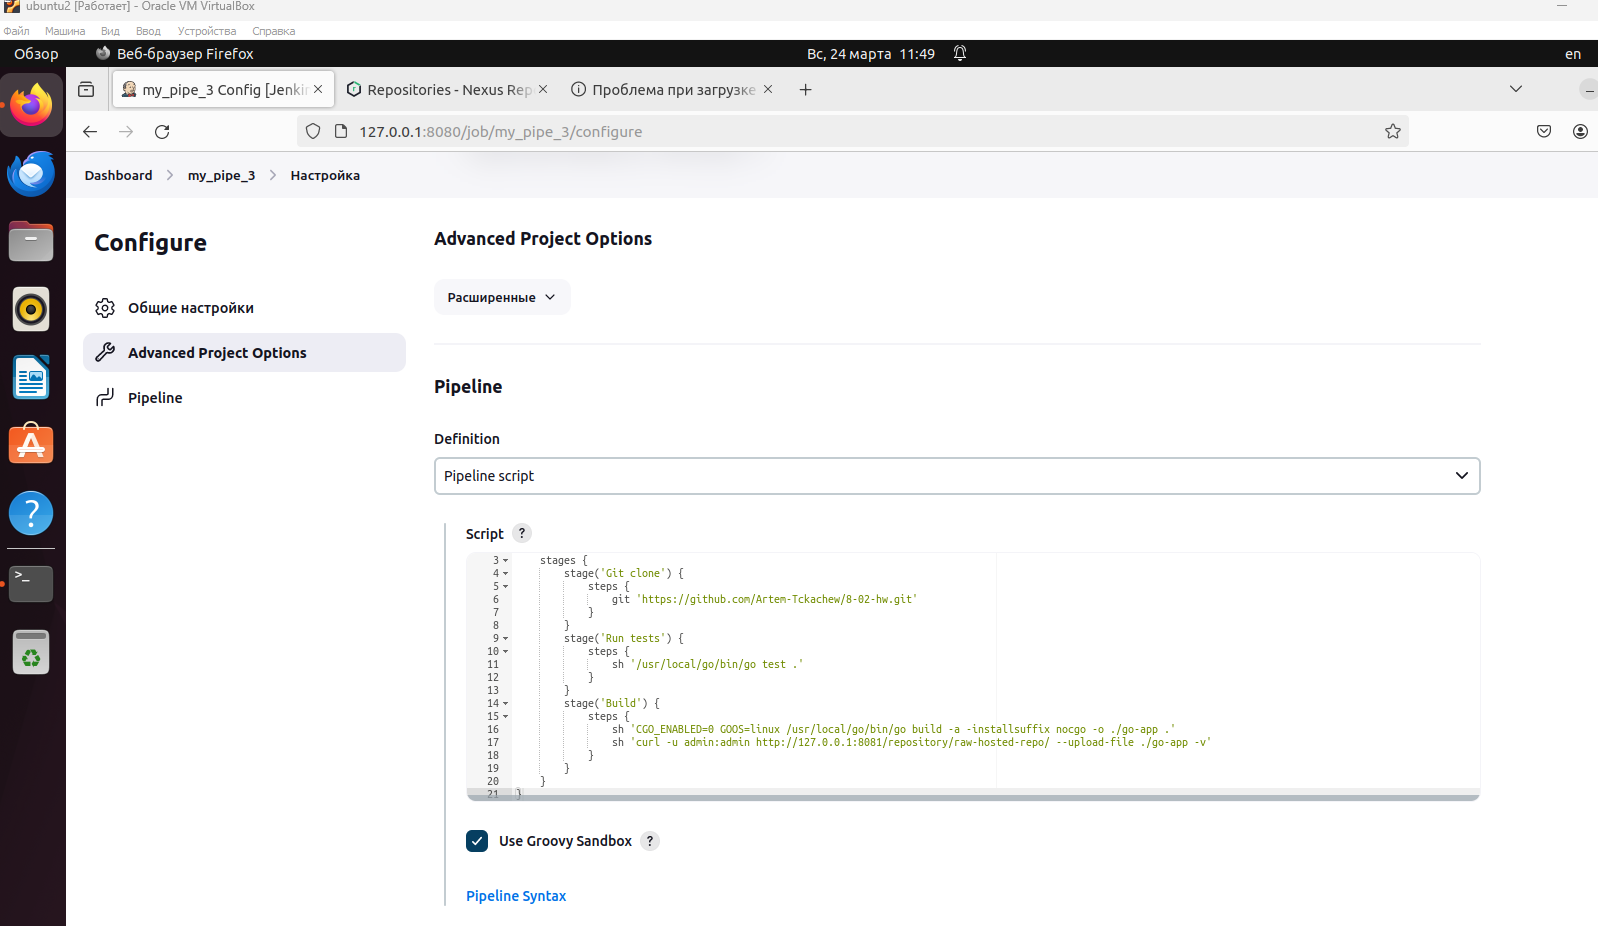 ubuntu2 [Работает] - Oracle VM VirtualBox
Файл Машина Вид Ввод Устройства Справка
Обзор Веб-браузер Firefox Вс, 24 марта 11:49 en
my_pipe_3 Config [Jenkin Repositories - Nexus Rep Проблема при загрузке
127.0.0.1:8080/job/my_pipe_3/configure
Dashboard > my_pipe_3 > Настройка
Configure
Общие настройки
Advanced Project Options
Pipeline
Advanced Project Options
Расширенные
Pipeline
Definition
Pipeline script
Script ?
3 stages {
4 stage('Git clone') {
5 steps {
6 git 'https://github.com/Artem-Tckachew/8-02-hw.git'
7 }
8 }
9 stage('Run tests') {
10 steps {
11 sh '/usr/local/go/bin/go test .'
12 }
13 }
14 stage('Build') {
15 steps {
16 sh 'CGO_ENABLED=0 GOOS=linux /usr/local/go/bin/go build -a -installsuffix nocgo -o ./go-app .'
17 sh 'curl -u admin:admin http://127.0.0.1:8081/repository/raw-hosted-repo/ --upload-file ./go-app -v'
18 }
19 }
20 }
21 }
Use Groovy Sandbox ?
Pipeline Syntax